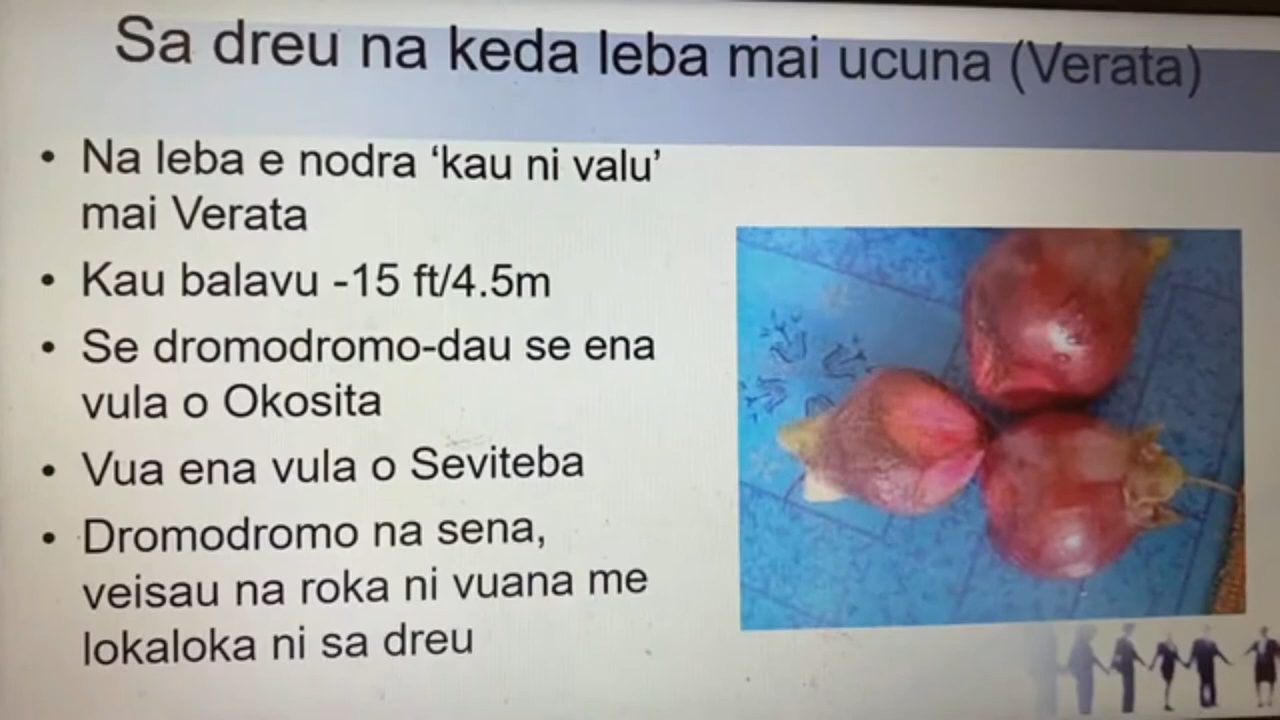 Sa dreu na keda leba mai ucuna (Verata)
• Na leba e nodra ‘kau ni valu’
mai Verata
• Kau balavu -15 ft/4.5m
• Se dromodromo-dau se ena
vula o Okosita
• Vua ena vula o Seviteba
• Dromodromo na sena,
veisau na roka ni vuana me
lokaloka ni sa dreu